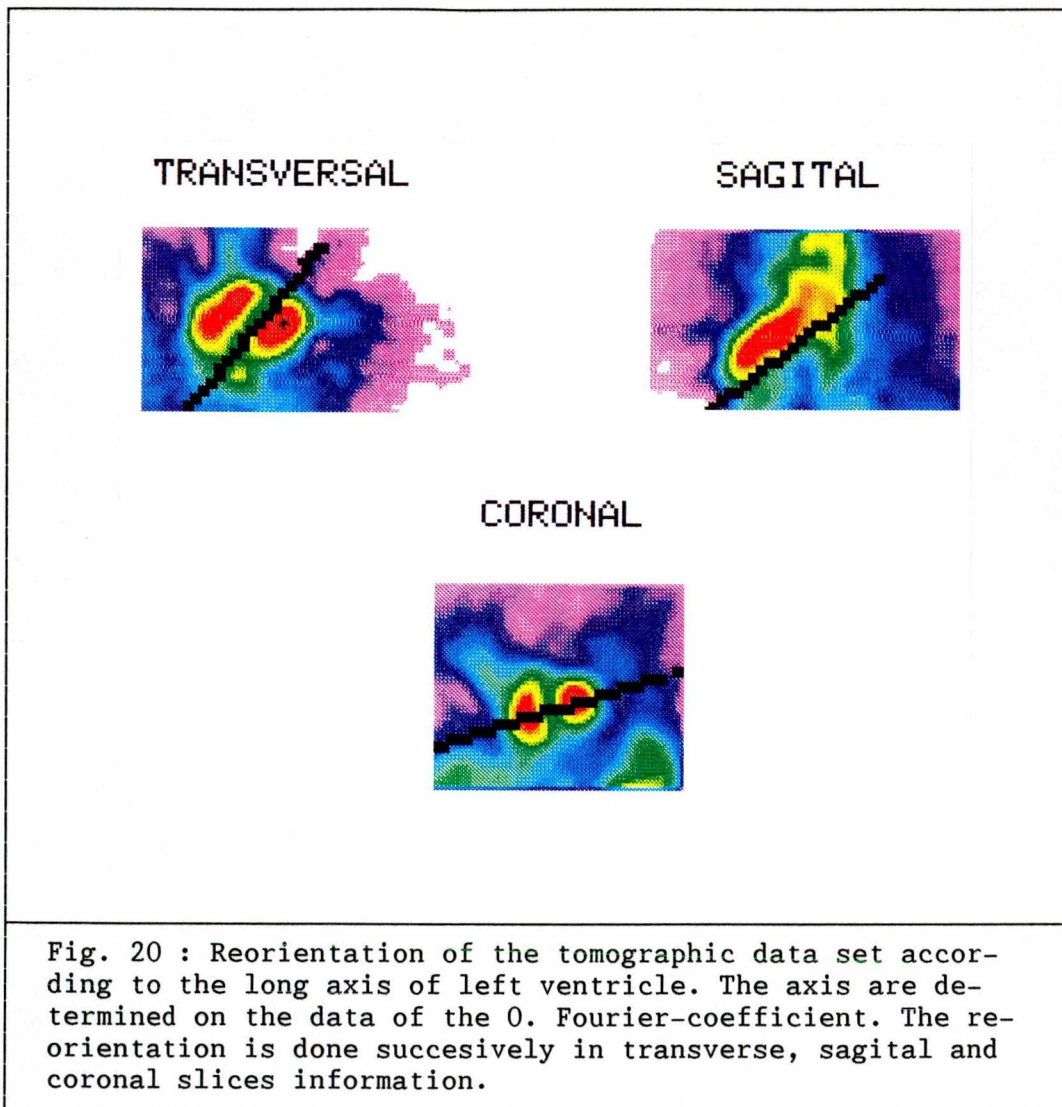 TRANSVERSAL
SAGITAL
CORONAL
Fig. 20 : Reorientation of the tomographic data set accor-
ding to the long axis of left ventricle. The axis are de-
termined on the data of the 0. Fourier-coefficient. The re-
orientation is done succesively in transverse, sagital and
coronal slices information.